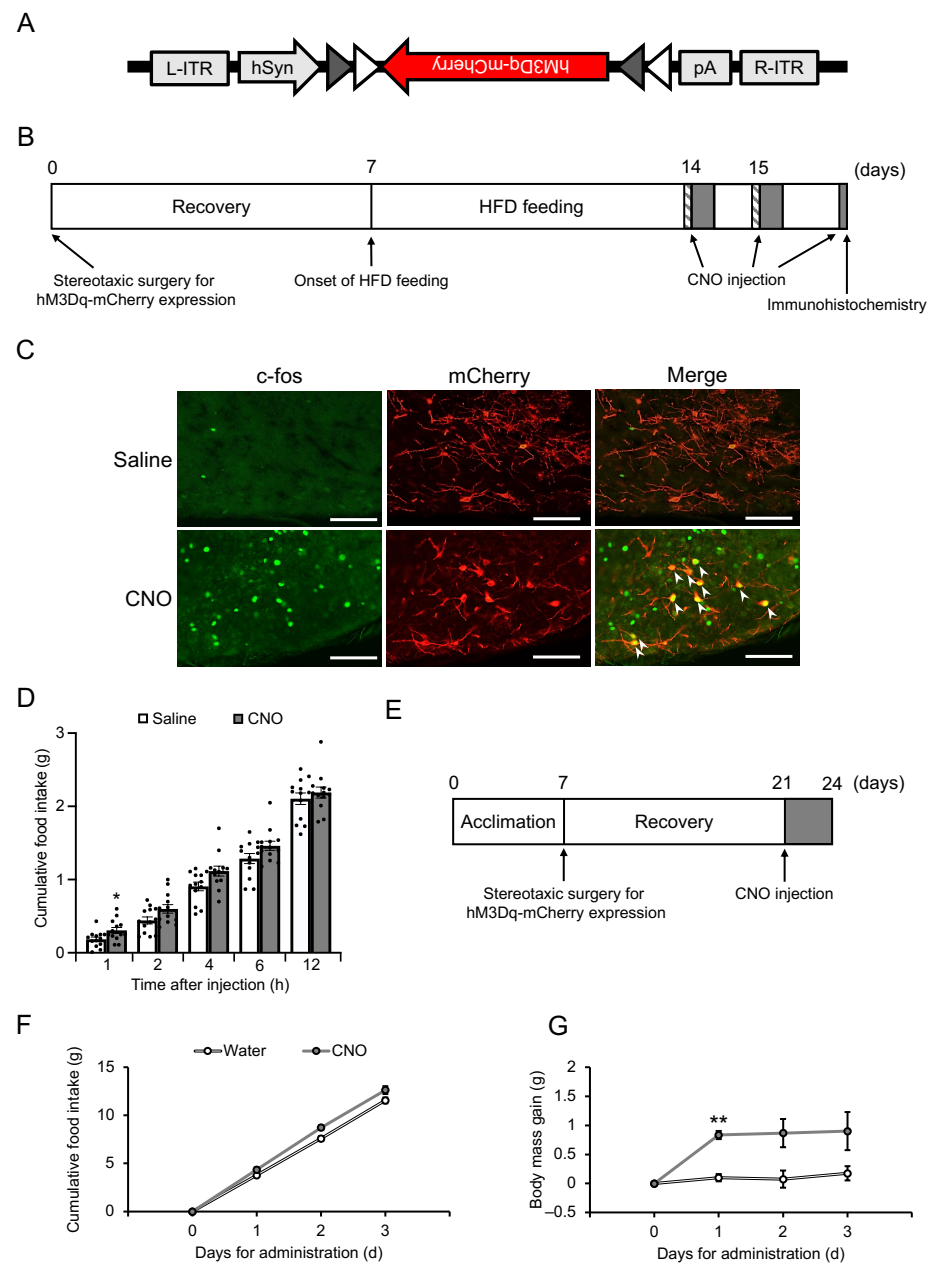 A
L-ITR hSyn hM3Dq-mCherry pA R-ITR
B
0 7 14 15 (days)
Recovery HFD feeding
Stereotaxic surgery for
hM3Dq-mCherry expression
Onset of HFD feeding
CNO injection
Immunohistochemistry
C
c-fos mCherry Merge
Saline
CNO
D
Saline CNO
Cumulative food intake (g)
3
2
1
0
*
1 2 4 6 12
Time after injection (h)
E
0 7 21 24 (days)
Acclimation Recovery
Stereotaxic surgery for
hM3Dq-mCherry expression
CNO injection
F
Water CNO
Cumulative food intake (g)
15
10
5
0
0 1 2 3
Days for administration (d)
G
Body mass gain (g)
2
1.5
1
0.5
0
–0.5
**
0 1 2 3
Days for administration (d)